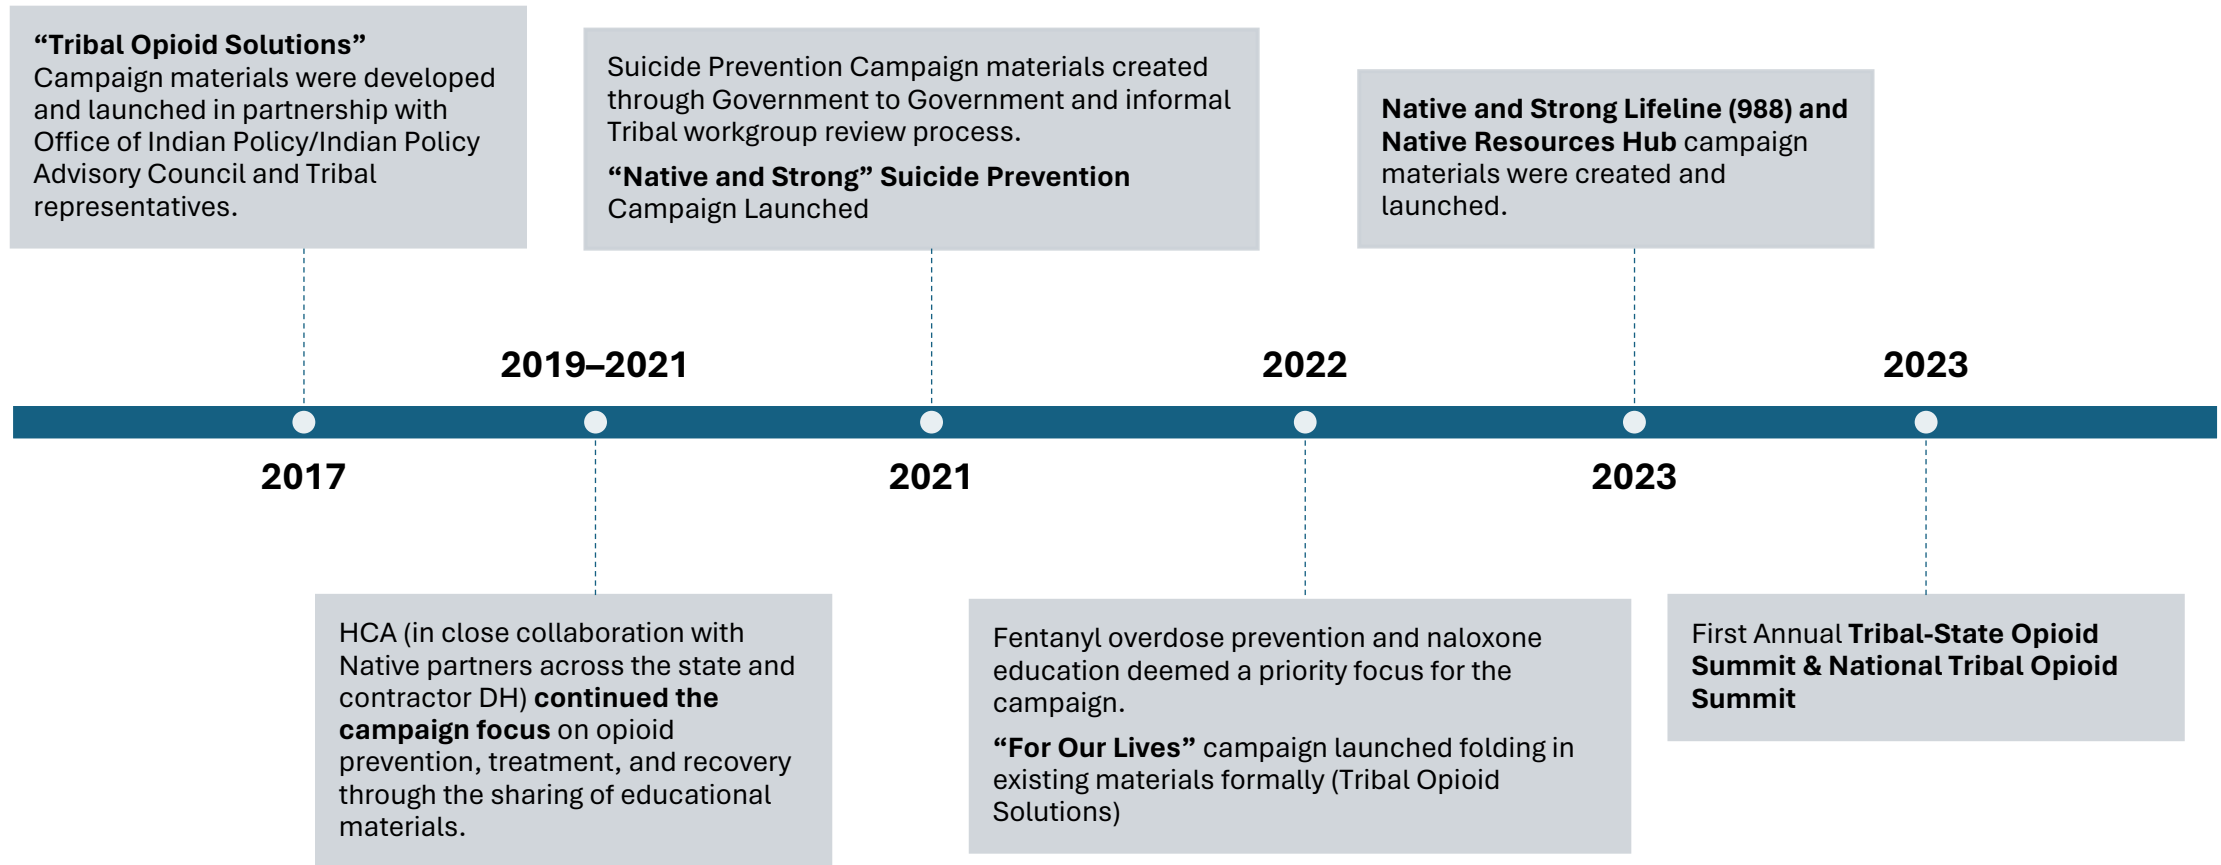 “Tribal Opioid Solutions”
Campaign materials were developed
and launched in partnership with
Office of Indian Policy/Indian Policy
Advisory Council and Tribal
representatives.
Suicide Prevention Campaign materials created
through Government to Government and informal
Tribal workgroup review process.
“Native and Strong” Suicide Prevention
Campaign Launched
Native and Strong Lifeline (988) and
Native Resources Hub campaign
materials were created and
launched.
2019–2021
2022
2023
2017
2021
2023
HCA (in close collaboration with
Native partners across the state and
contractor DH) continued the
campaign focus on opioid
prevention, treatment, and recovery
through the sharing of educational
materials.
Fentanyl overdose prevention and naloxone
education deemed a priority focus for the
campaign.
“For Our Lives” campaign launched folding in
existing materials formally (Tribal Opioid
Solutions)
First Annual Tribal-State Opioid
Summit & National Tribal Opioid
Summit